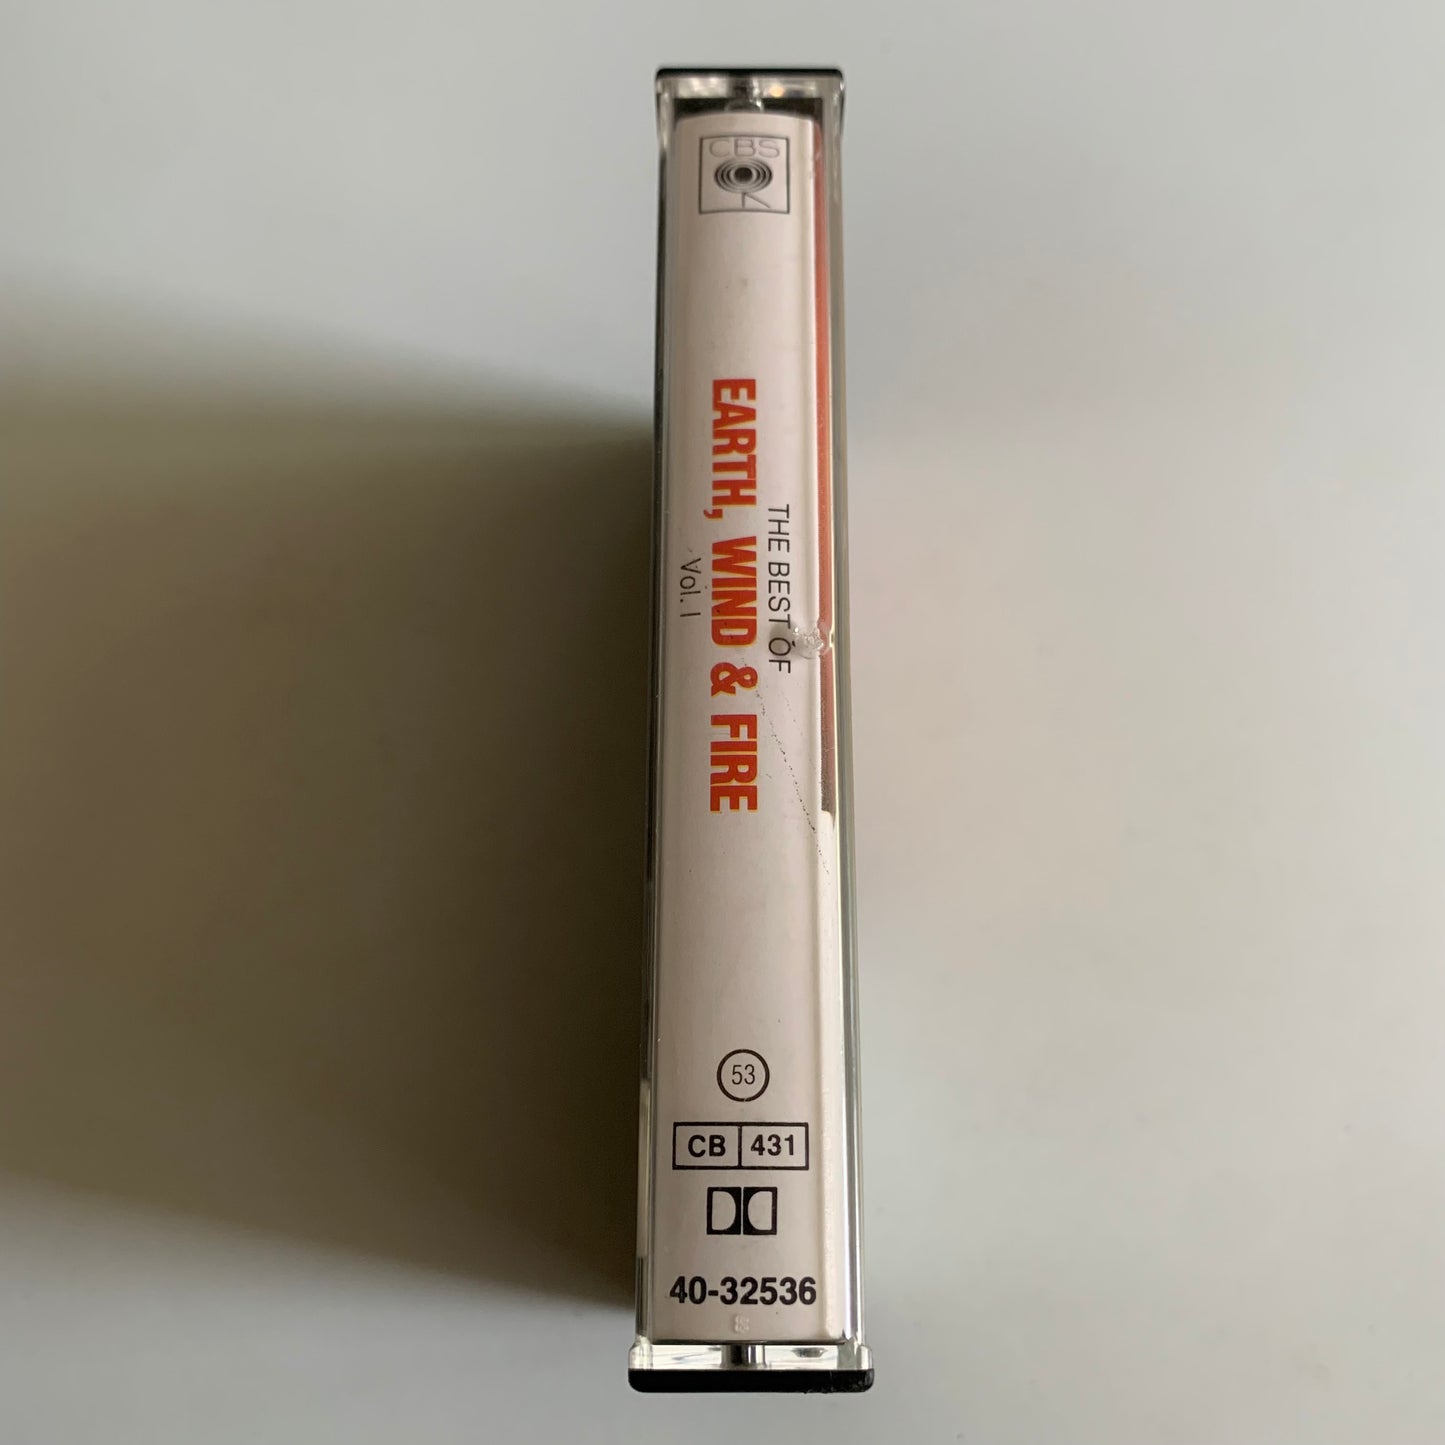 CBS
THE BEST OF
EARTH, WIND & FIRE
Vol. I
53
CB 431
40-32536